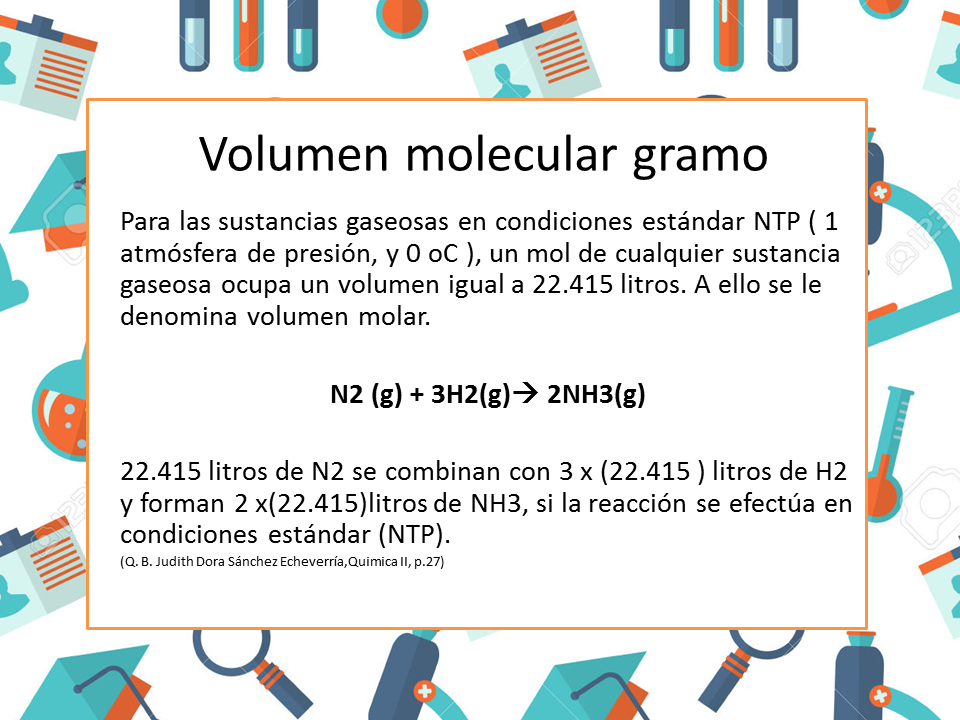 Volumen molecular gramo
Para las sustancias gaseosas en condiciones estándar NTP ( 1
atmósfera de presión, y 0 oC ), un mol de cualquier sustancia
gaseosa ocupa un volumen igual a 22.415 litros. A ello se le
denomina volumen molar.
N2 (g) + 3H2(g)→ 2NH3(g)
22.415 litros de N2 se combinan con 3 x (22.415 ) litros de H2
y forman 2 x(22.415)litros de NH3, si la reacción se efectúa en
condiciones estándar (NTP).
(Q. B. Judith Dora Sánchez Echeverría,Quimica II, p.27)